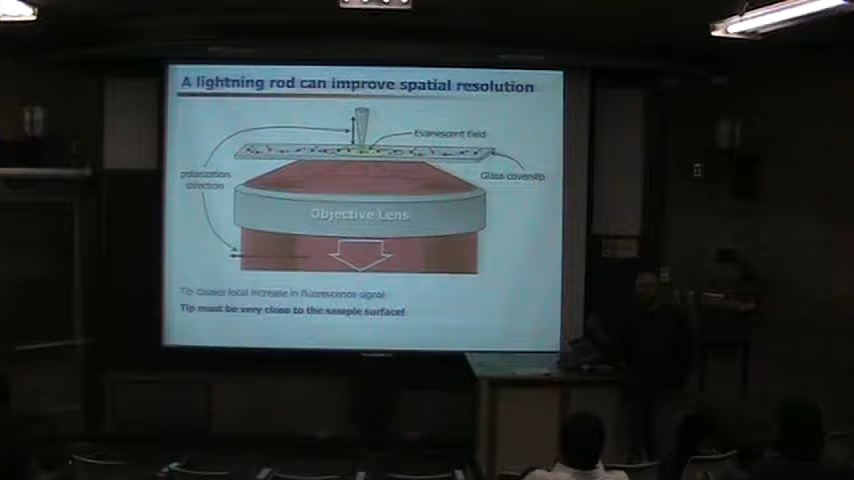 A lightning rod can improve spatial resolution
Evanescent field
polarization
direction
Glass coverslip
Objective Lens
Tip causes local increase in fluorescence signal
Tip must be very close to the sample surface!